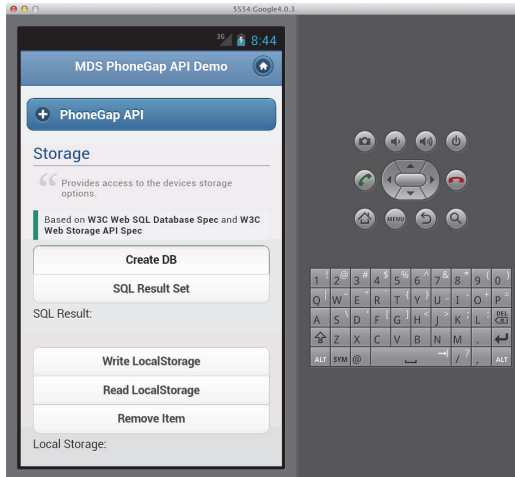 5554:Google4.0.3
3G 8:44
MDS PhoneGap API Demo
PhoneGap API
Storage
Provides access to the devices storage
options.
Based on W3C Web SQL Database Spec and W3C
Web Storage API Spec
Create DB
SQL Result Set
SQL Result:
Write LocalStorage
Read LocalStorage
Remove Item
Local Storage:
MENU
1 ! 2 @ 3 # 4 $ 5 % 6 ^ 7 & 8 * 9 ( 0 )
Q | W ~ E " R ` T { Y } U _ I - O + P =
A S \ D ' F [ G ] H < J > K ; L : DEL
Z X C V B N M .
ALT SYM @ / ? , ALT